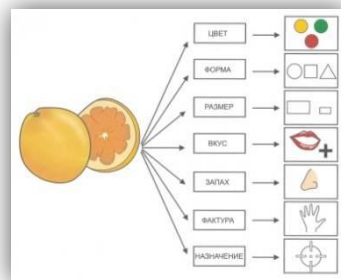 ЦВЕТ
ФОРМА
РАЗМЕР
ВКУС
ЗАПАХ
ФАКТУРА
НАЗНАЧЕНИЕ